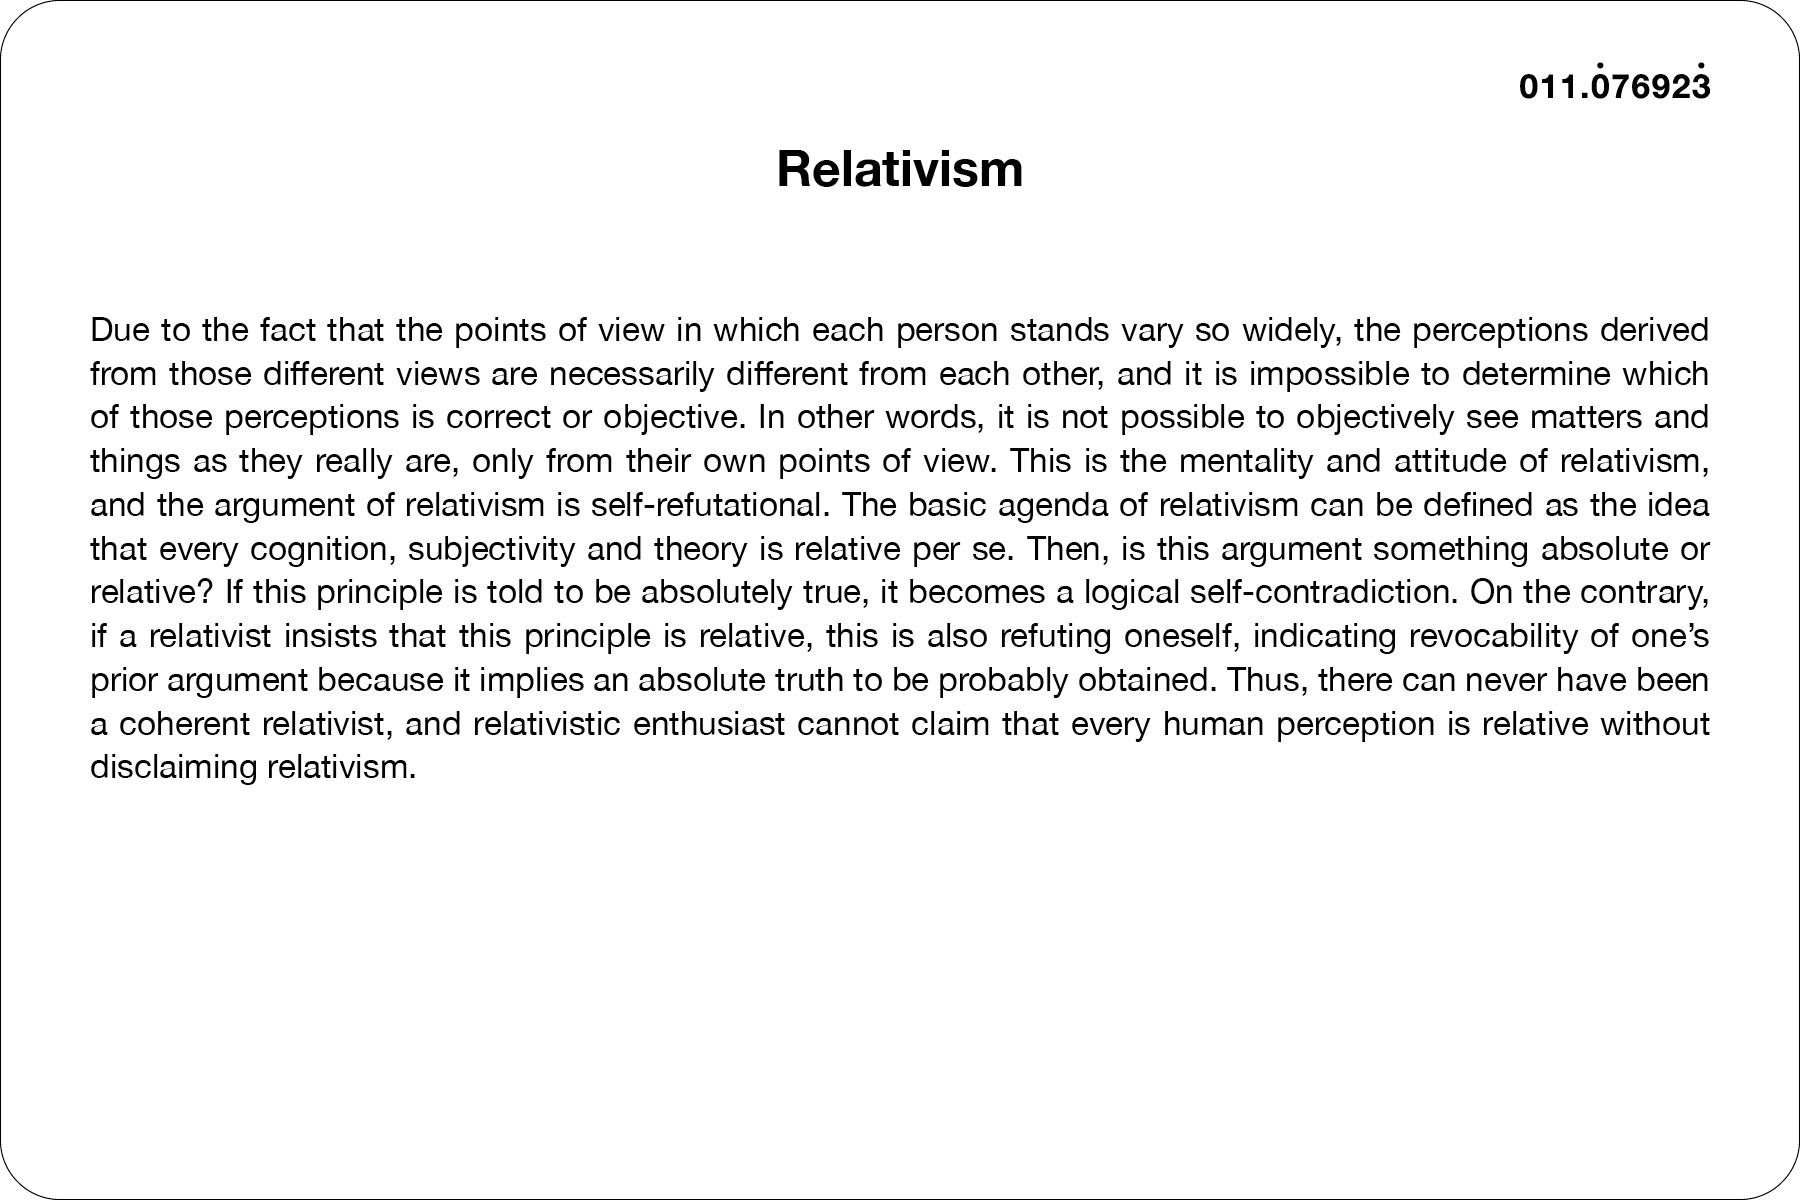 011.0̇76923̇
Relativism
Due to the fact that the points of view in which each person stands vary so widely, the perceptions derived
from those different views are necessarily different from each other, and it is impossible to determine which
of those perceptions is correct or objective. In other words, it is not possible to objectively see matters and
things as they really are, only from their own points of view. This is the mentality and attitude of relativism,
and the argument of relativism is self-refutational. The basic agenda of relativism can be defined as the idea
that every cognition, subjectivity and theory is relative per se. Then, is this argument something absolute or
relative? If this principle is told to be absolutely true, it becomes a logical self-contradiction. On the contrary,
if a relativist insists that this principle is relative, this is also refuting oneself, indicating revocability of one’s
prior argument because it implies an absolute truth to be probably obtained. Thus, there can never have been
a coherent relativist, and relativistic enthusiast cannot claim that every human perception is relative without
disclaiming relativism.